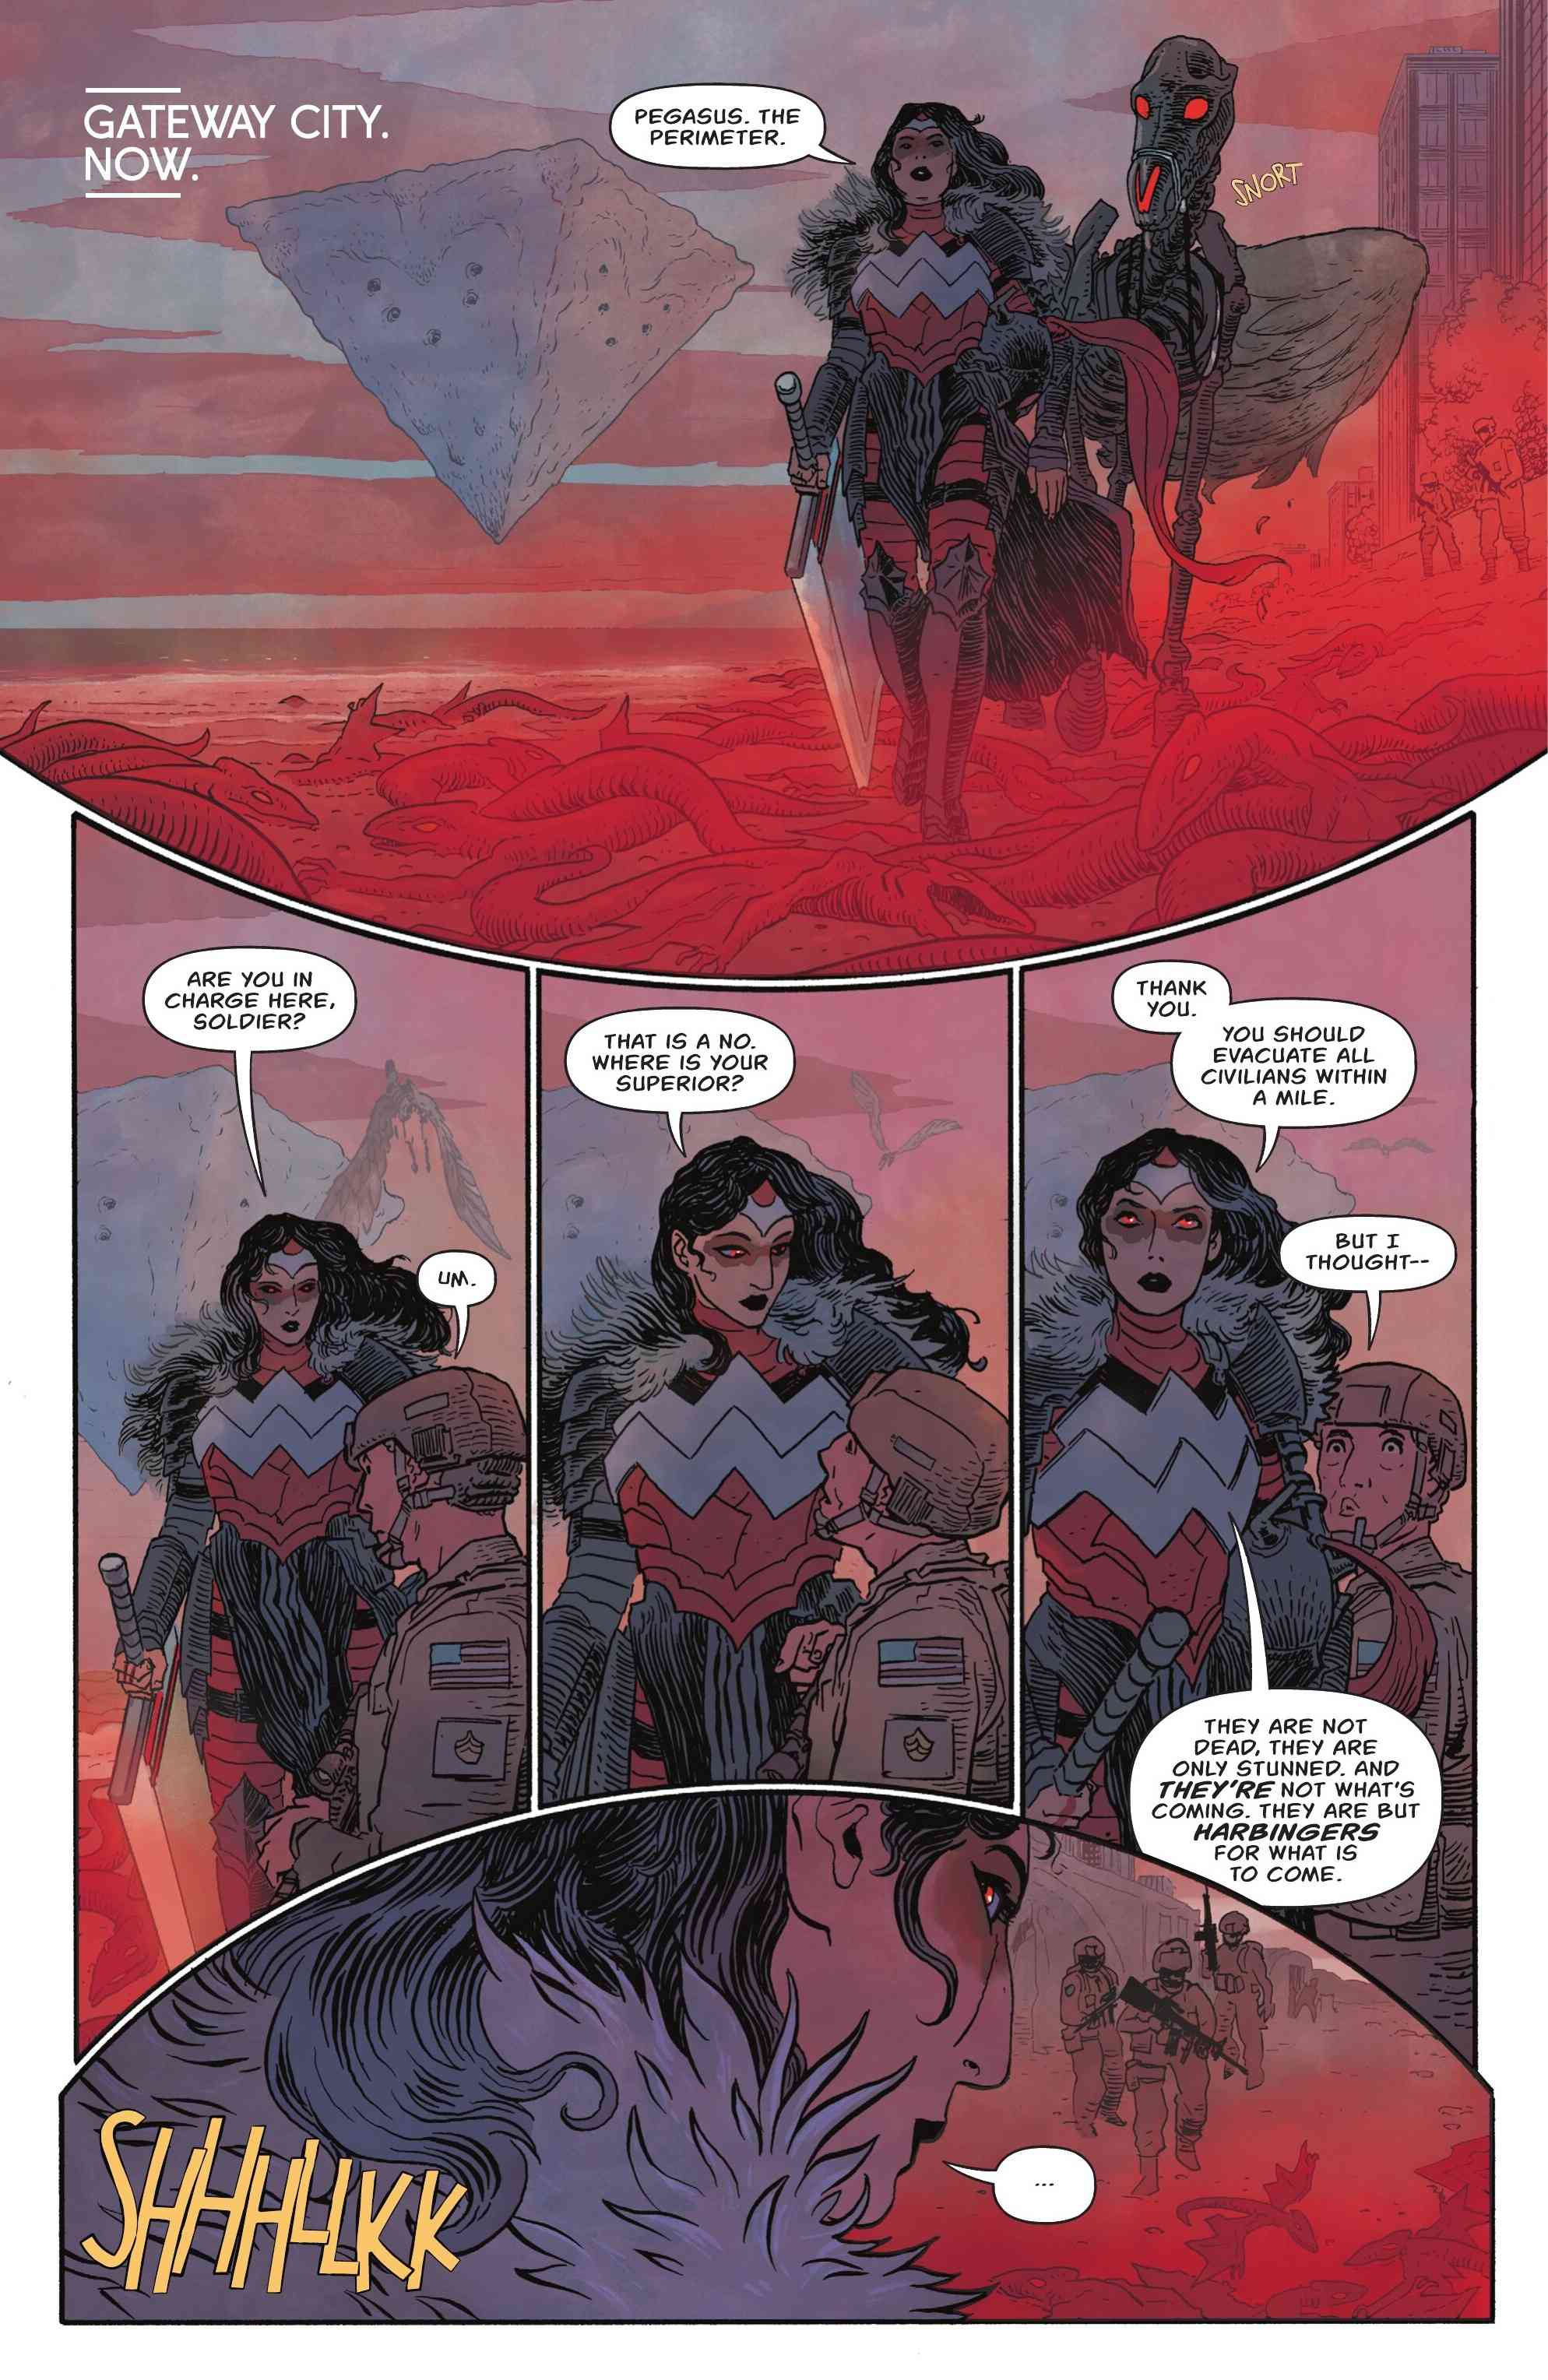 GATEWAY CITY.
NOW.
PEGASUS. THE
PERIMETER.
SNORT
ARE YOU IN
CHARGE HERE,
SOLDIER?
UM.
THAT IS A NO.
WHERE IS YOUR
SUPERIOR?
THANK
YOU.
YOU SHOULD
EVACUATE ALL
CIVILIANS WITHIN
A MILE.
BUT I
THOUGHT--
THEY ARE NOT
DEAD, THEY ARE
ONLY STUNNED. AND
THEY'RE NOT WHAT'S
COMING. THEY ARE BUT
HARBINGERS
FOR WHAT IS
TO COME.
SHHHLLKK
...